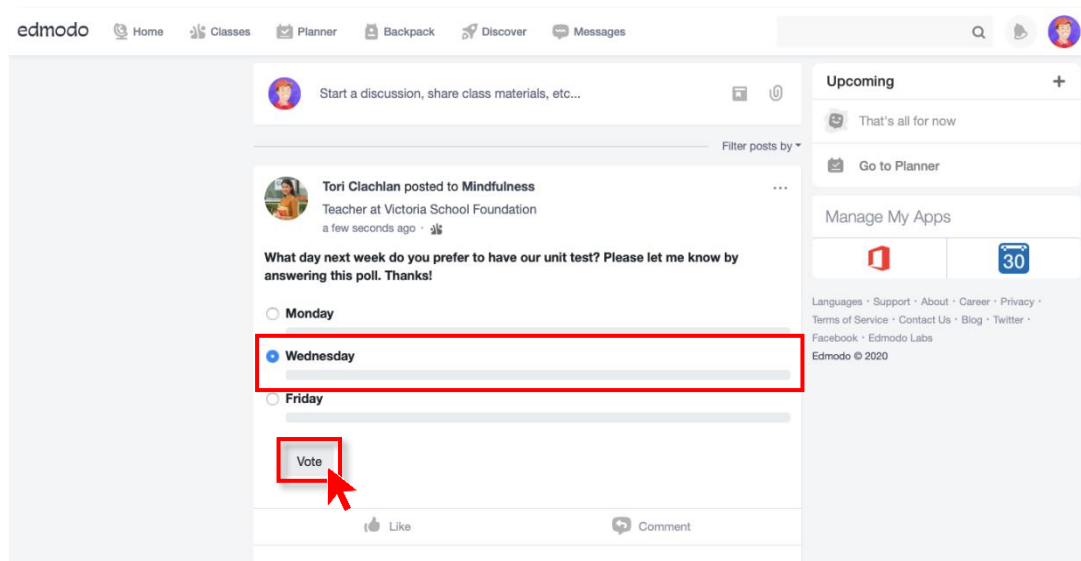 edmodo Home Classes Planner Backpack Discover Messages
Start a discussion, share class materials, etc...
Filter posts by
Tori Clachlan posted to Mindfulness
Teacher at Victoria School Foundation
a few seconds ago ·
What day next week do you prefer to have our unit test? Please let me know by
answering this poll. Thanks!
Monday
Wednesday
Friday
Vote
Like Comment
Upcoming +
That's all for now
Go to Planner
Manage My Apps
30
Languages · Support · About · Career · Privacy ·
Terms of Service · Contact Us · Blog · Twitter ·
Facebook · Edmodo Labs
Edmodo © 2020